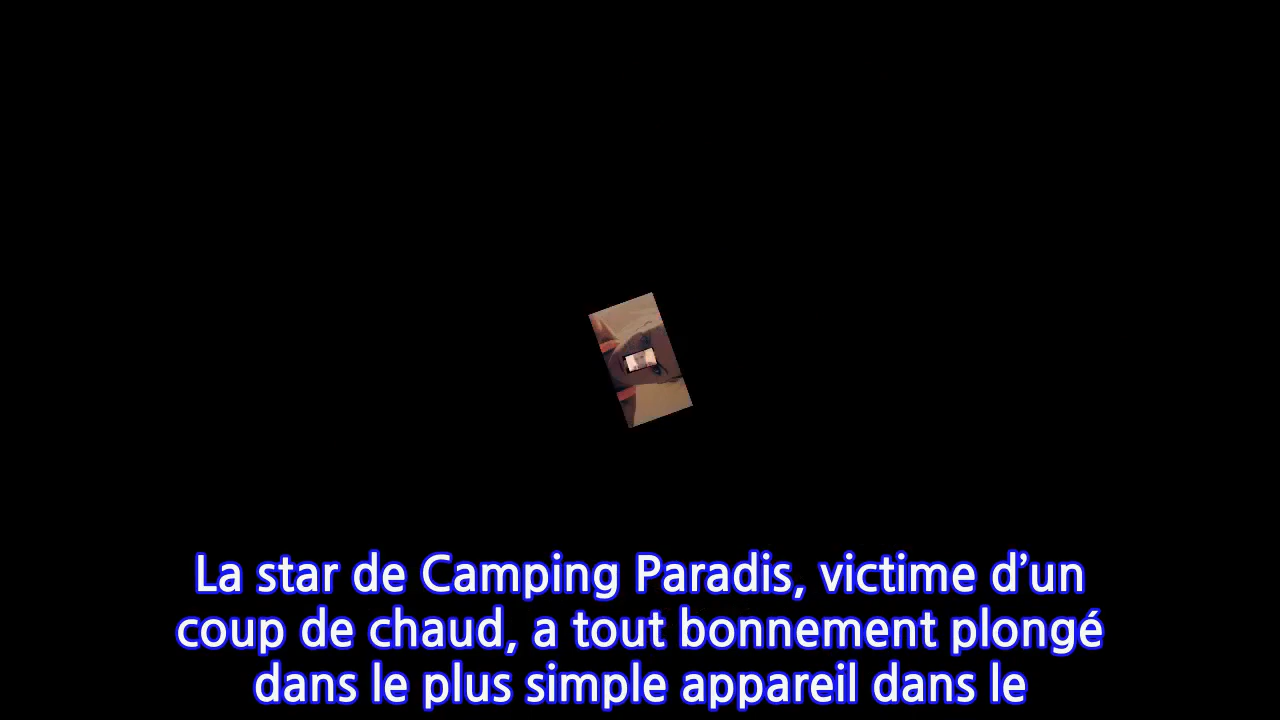 La star de Camping Paradis, victime d’un
coup de chaud, a tout bonnement plongé
dans le plus simple appareil dans le